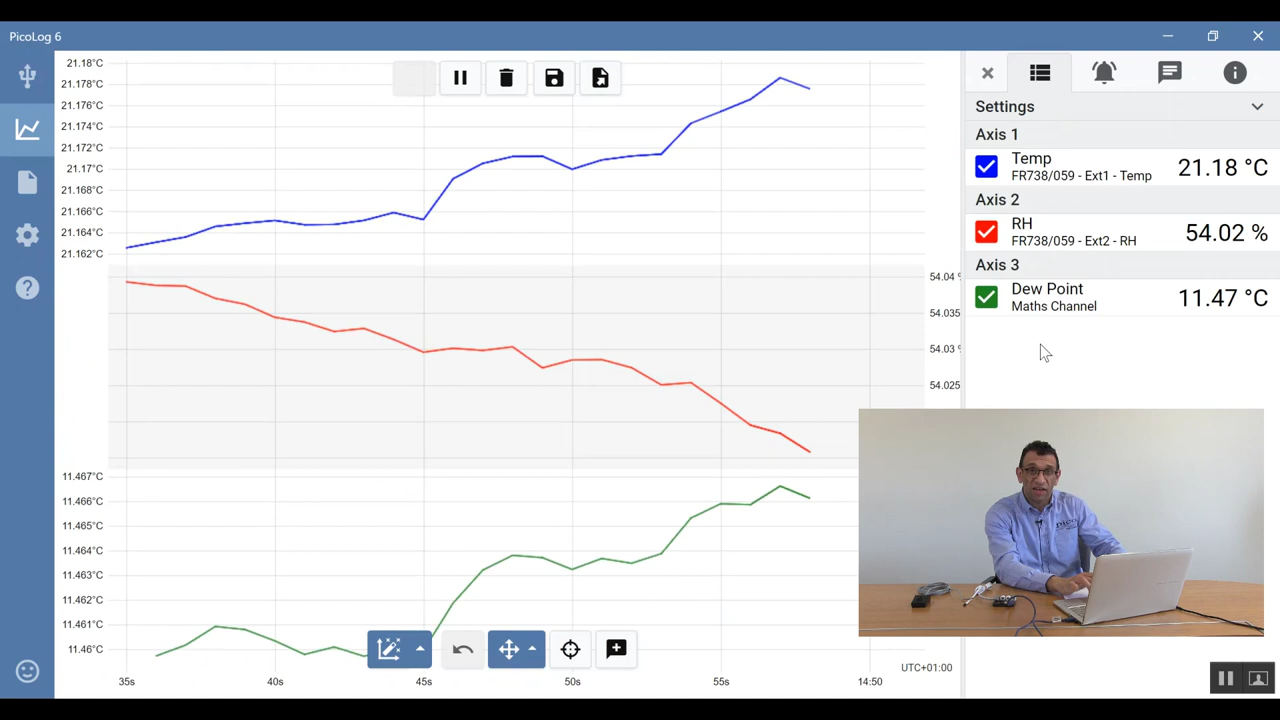 PicoLog 6
21.18°C
21.178°C
21.176°C
21.174°C
21.172°C
21.17°C
21.168°C
21.166°C
21.164°C
21.162°C
54.04 %
54.035
54.03 %
54.025
11.467°C
11.466°C
11.465°C
11.464°C
11.463°C
11.462°C
11.461°C
11.46°C
35s
40s
45s
50s
55s
14:50
UTC+01:00
Settings
Axis 1
Temp
FR738/059 - Ext1 - Temp
21.18 °C
Axis 2
RH
FR738/059 - Ext2 - RH
54.02 %
Axis 3
Dew Point
Maths Channel
11.47 °C